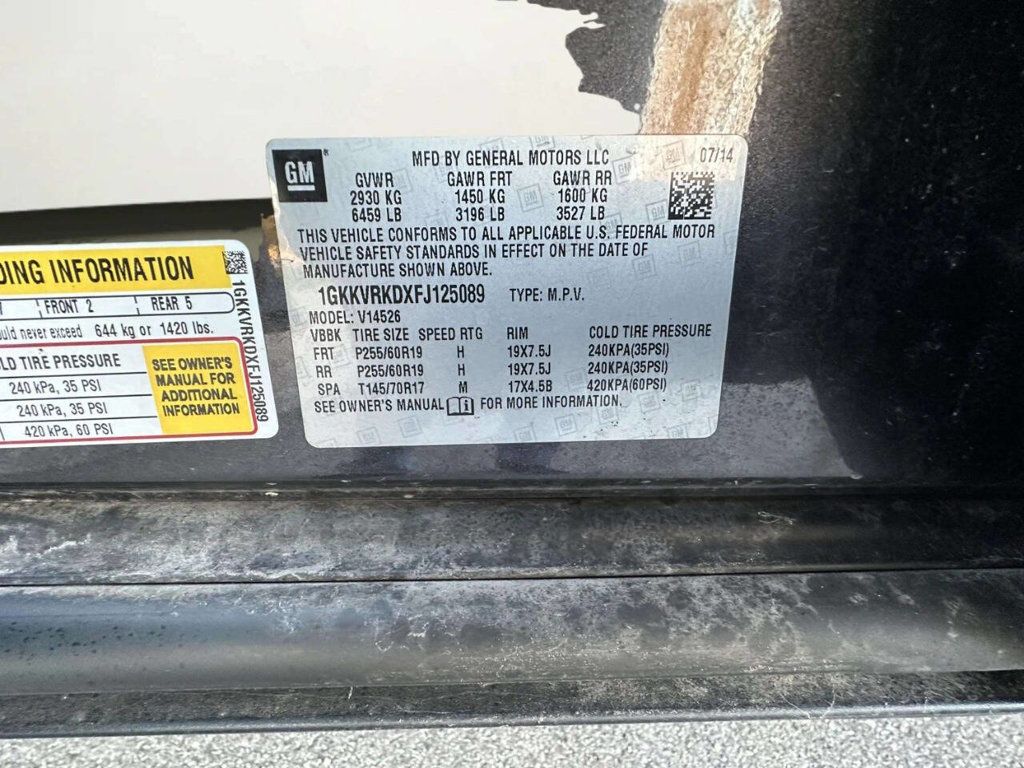 GM
MFD BY GENERAL MOTORS LLC 07/14
GVWR GAWR FRT GAWR RR
2930 KG 1450 KG 1600 KG
6459 LB 3196 LB 3527 LB
THIS VEHICLE CONFORMS TO ALL APPLICABLE U.S. FEDERAL MOTOR
VEHICLE SAFETY STANDARDS IN EFFECT ON THE DATE OF
MANUFACTURE SHOWN ABOVE.
1GKKVRKDXFJ125089 TYPE: M.P.V.
MODEL: V14526
VBBK TIRE SIZE SPEED RTG RIM COLD TIRE PRESSURE
FRT P255/60R19 H 19X7.5J 240KPA(35PSI)
RR P255/60R19 H 19X7.5J 240KPA(35PSI)
SPA T145/70R17 M 17X4.5B 420KPA(60PSI)
SEE OWNER'S MANUAL FOR MORE INFORMATION.
DING INFORMATION
FRONT 2 REAR 5
uld never exceed 644 kg or 1420 lbs.
LD TIRE PRESSURE
240 kPa, 35 PSI
240 kPa, 35 PSI
420 kPa, 60 PSI
SEE OWNER'S
MANUAL FOR
ADDITIONAL
INFORMATION
1GKKVRKDXFJ125089